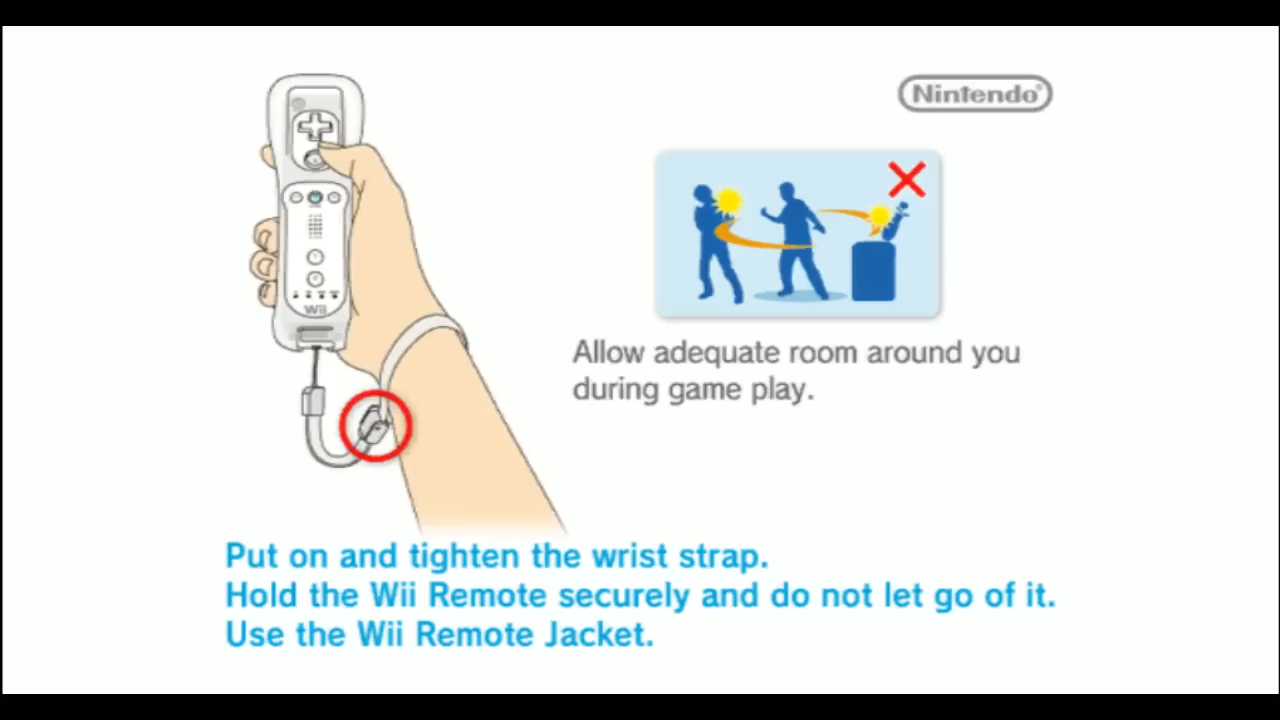 Nintendo®
Allow adequate room around you
during game play.
Wii
Put on and tighten the wrist strap.
Hold the Wii Remote securely and do not let go of it.
Use the Wii Remote Jacket.